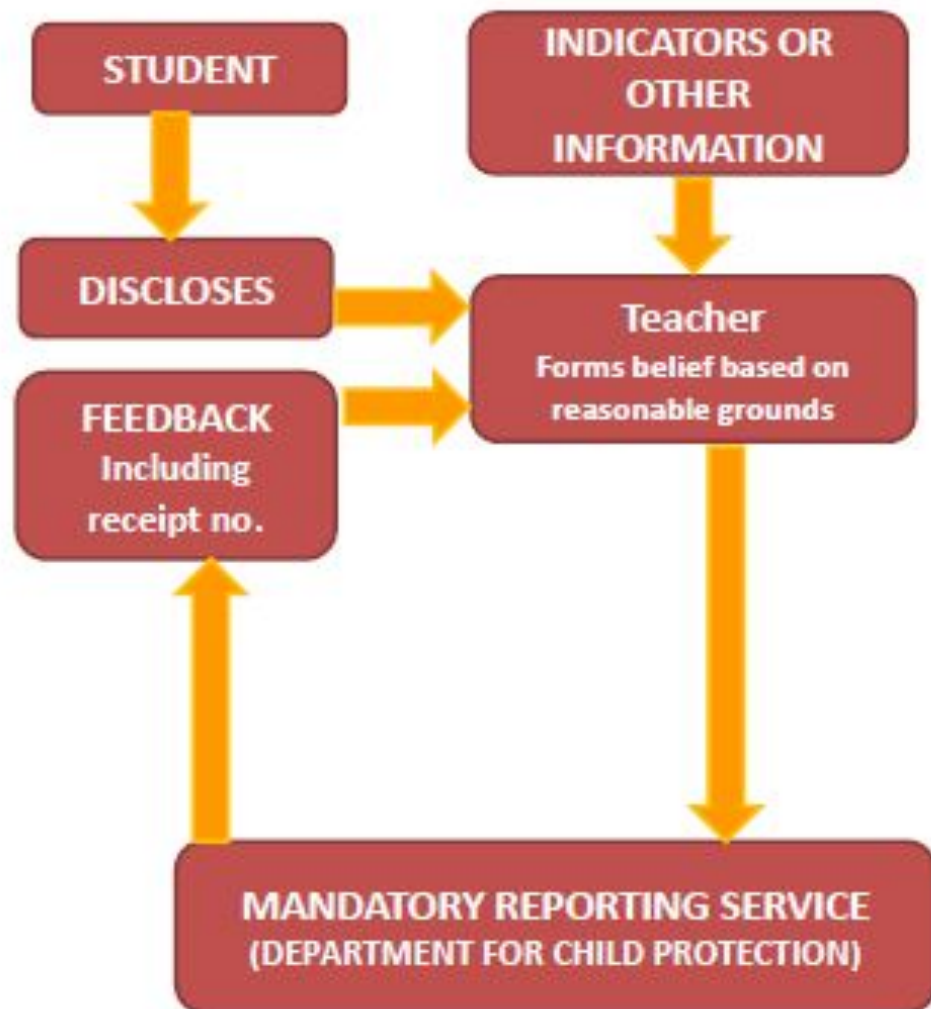 STUDENT
INDICATORS OR
OTHER
INFORMATION
DISCLOSES
Teacher
Forms belief based on
reasonable grounds
FEEDBACK
Including
receipt no.
MANDATORY REPORTING SERVICE
(DEPARTMENT FOR CHILD PROTECTION)